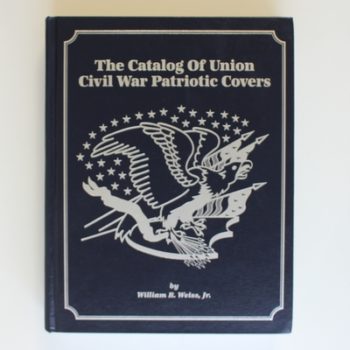 The Catalog Of Union
Civil War Patriotic Covers
by
William R. Weiss, Jr.